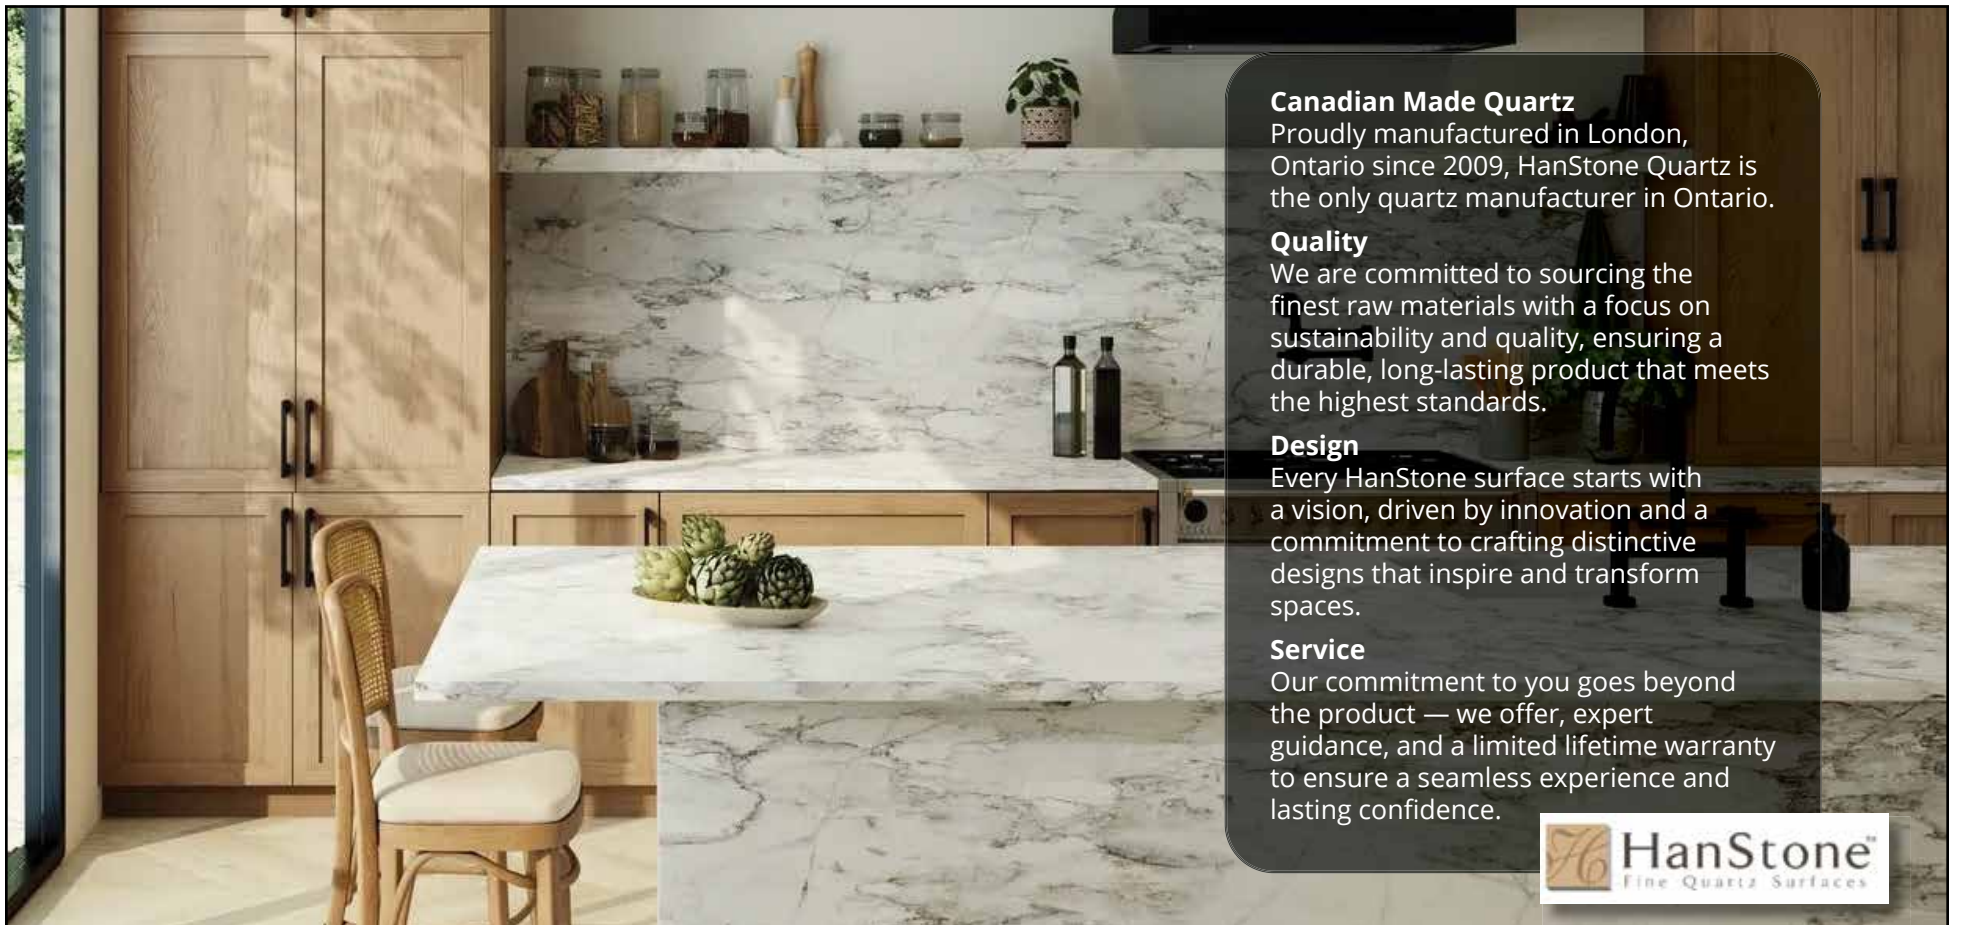 Canadian Made Quartz
Proudly manufactured in London,
Ontario since 2009, HanStone Quartz is
the only quartz manufacturer in Ontario.
Quality
We are committed to sourcing the
finest raw materials with a focus on
sustainability and quality, ensuring a
durable, long-lasting product that meets
the highest standards.
Design
Every HanStone surface starts with
a vision, driven by innovation and a
commitment to crafting distinctive
designs that inspire and transform
spaces.
Service
Our commitment to you goes beyond
the product — we offer, expert
guidance, and a limited lifetime warranty
to ensure a seamless experience and
lasting confidence.
HanStone™
Fine Quartz Surfaces